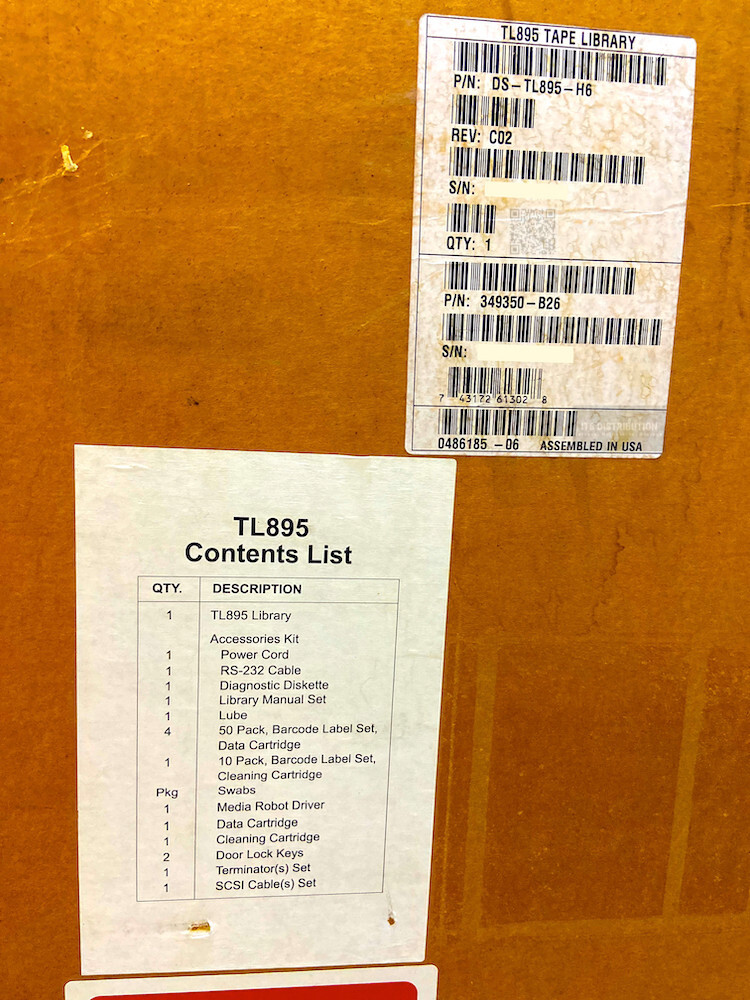 TL895 TAPE LIBRARY
P/N: DS-TL895-H6
REV: C02
S/N:
QTY: 1
P/N: 349350-B26
S/N:
7 43172 61302 8
IT& DISTRIBUTION
0486185 -06 ASSEMBLED IN USA
TL895
Contents List
QTY. DESCRIPTION
1 TL895 Library
Accessories Kit
1 Power Cord
1 RS-232 Cable
1 Diagnostic Diskette
1 Library Manual Set
1 Lube
4 50 Pack, Barcode Label Set,
Data Cartridge
1 10 Pack, Barcode Label Set,
Cleaning Cartridge
Pkg Swabs
1 Media Robot Driver
1 Data Cartridge
1 Cleaning Cartridge
2 Door Lock Keys
1 Terminator(s) Set
1 SCSI Cable(s) Set